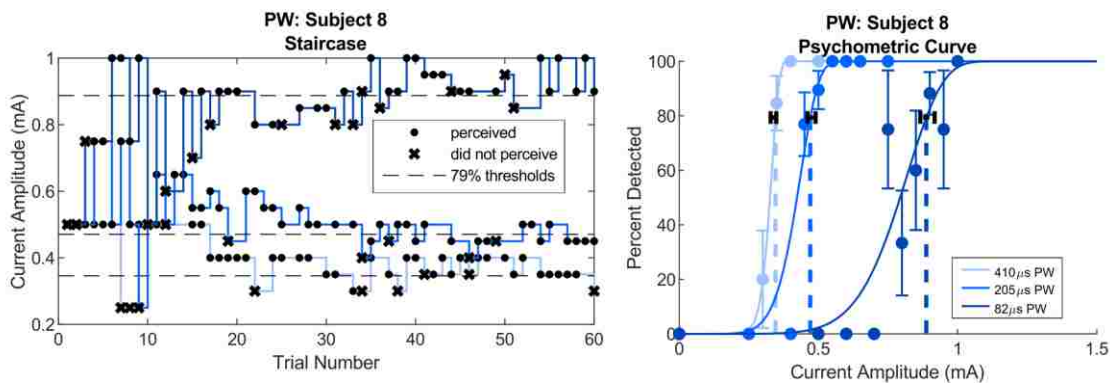 PW: Subject 8
Staircase
Current Amplitude (mA)
1
0.8
0.6
0.4
0.2
0
10
20
30
40
50
60
Trial Number
perceived
did not perceive
79% thresholds
PW: Subject 8
Psychometric Curve
Percent Detected
100
80
60
40
20
0
0
0.5
1
1.5
Current Amplitude (mA)
410μs PW
205μs PW
82μs PW